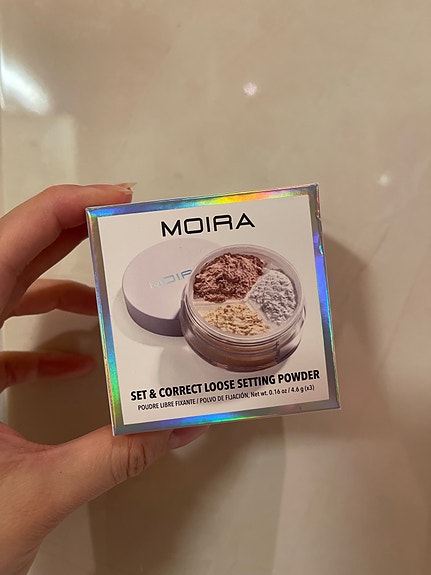 MOIRA
MOIRA
SET & CORRECT LOOSE SETTING POWDER
POUDRE LIBRE FIXANTE / POLVO DE FIJACIÓN, Net wt. 0.16 oz / 4.6 g (x3)